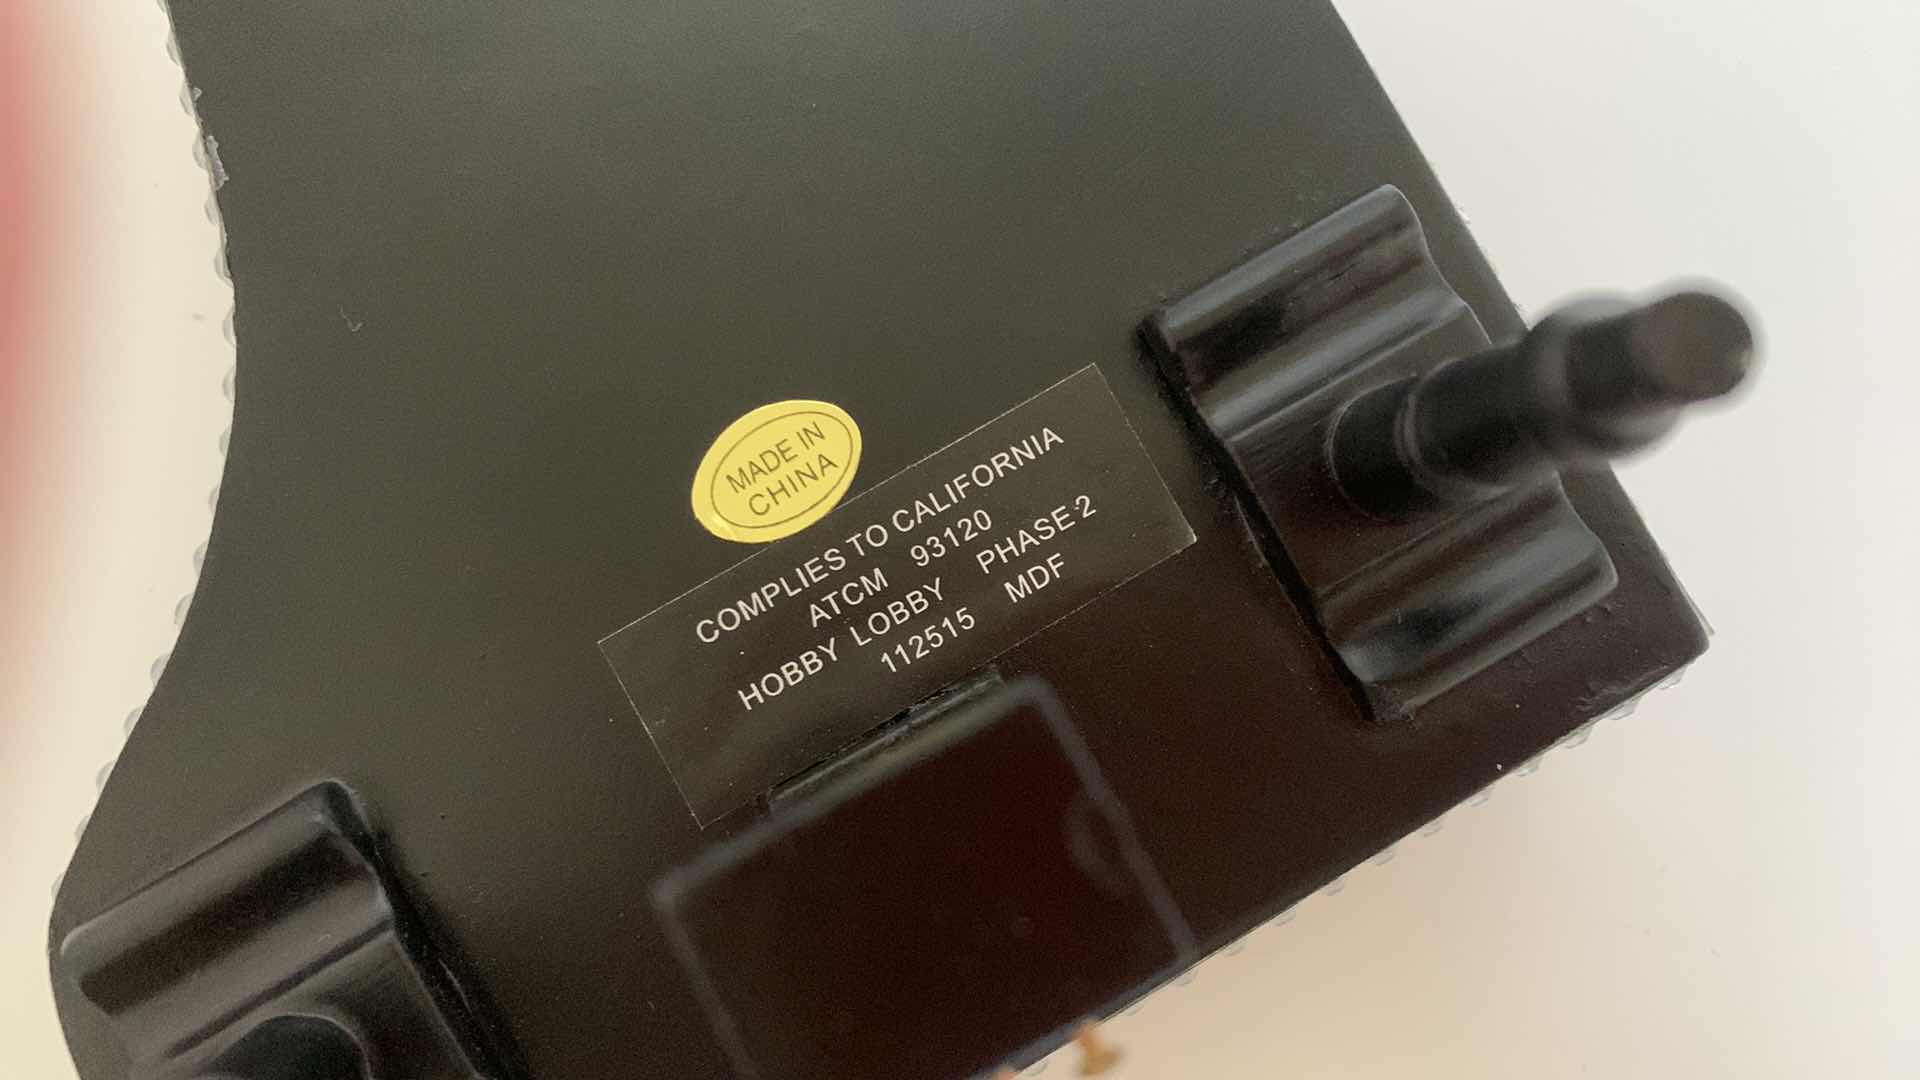 MADE IN
CHINA
COMPLIES TO CALIFORNIA
ATCM 93120
HOBBY LOBBY PHASE 2
112515 MDF